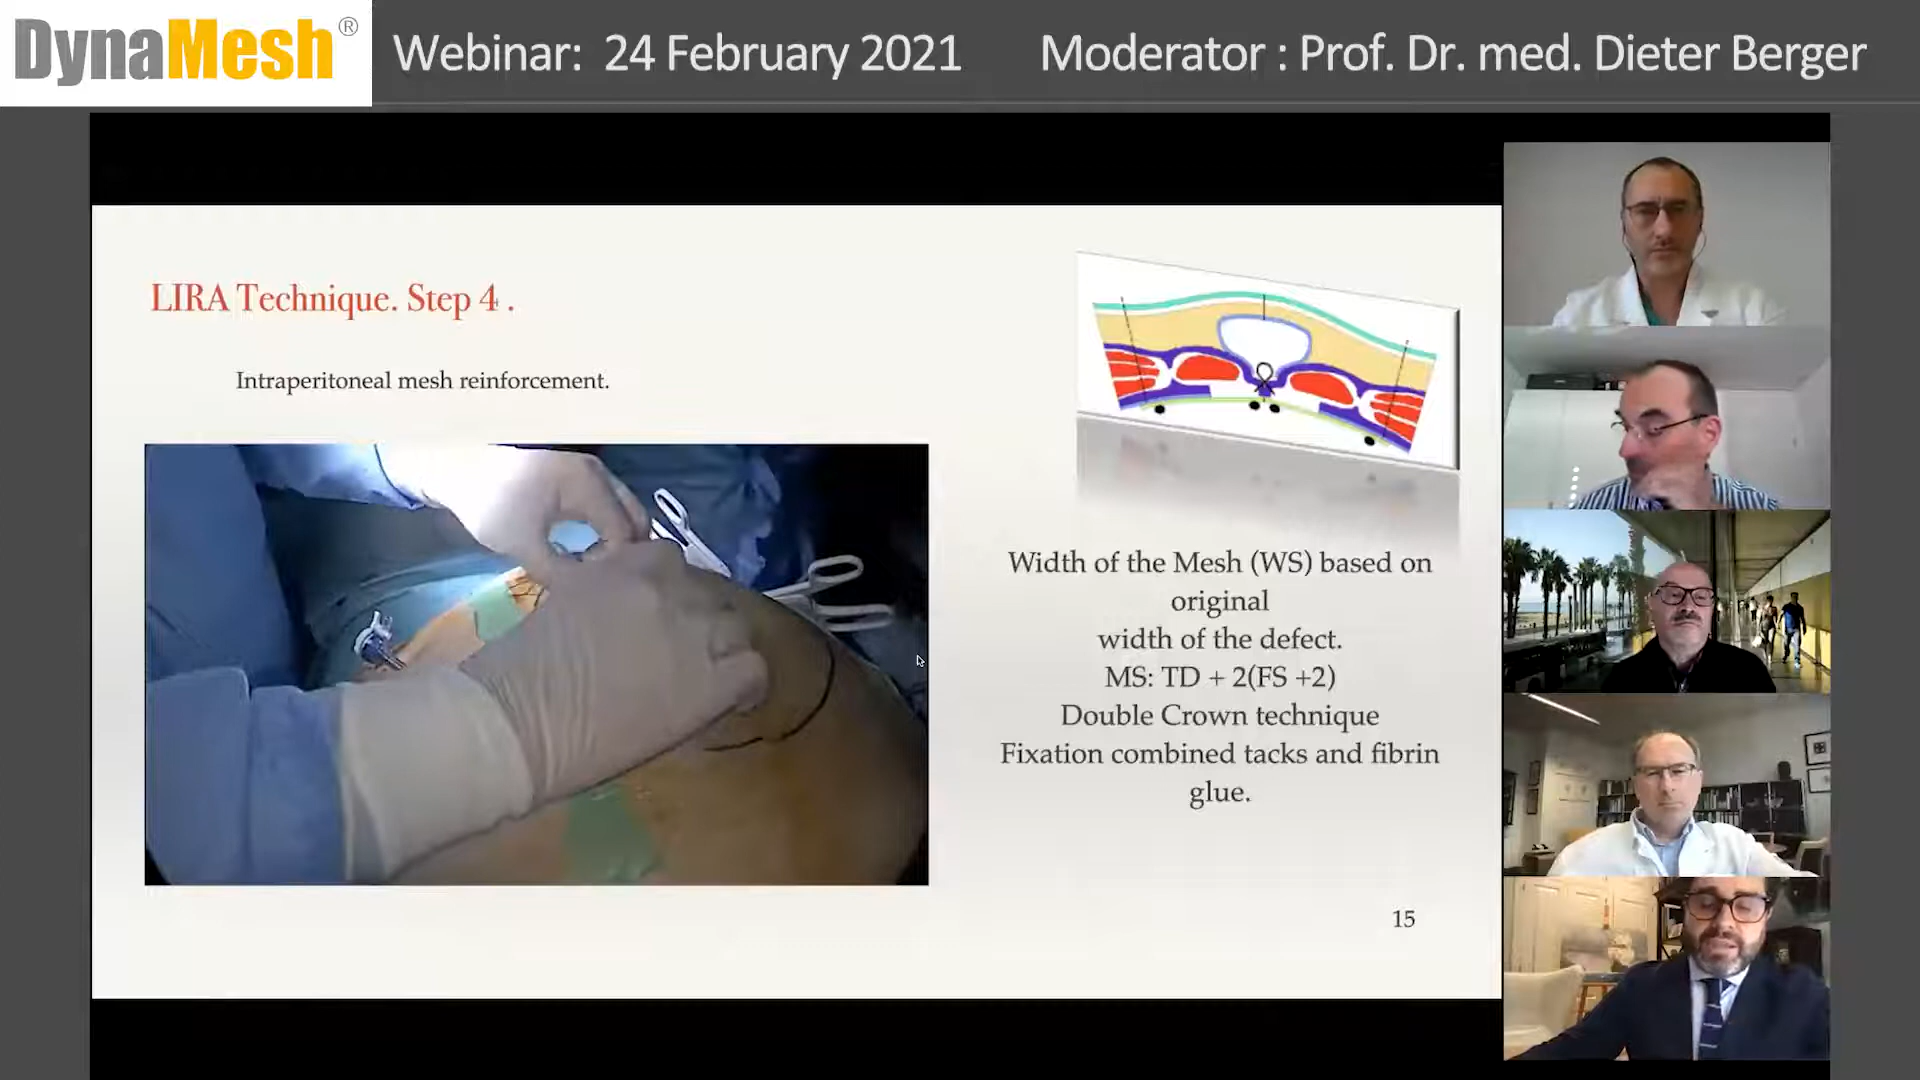 DynaMesh®
Webinar: 24 February 2021 Moderator : Prof. Dr. med. Dieter Berger
LIRA Technique. Step 4 .
Intraperitoneal mesh reinforcement.
Width of the Mesh (WS) based on
original
width of the defect.
MS: TD + 2(FS +2)
Double Crown technique
Fixation combined tacks and fibrin
glue.
15